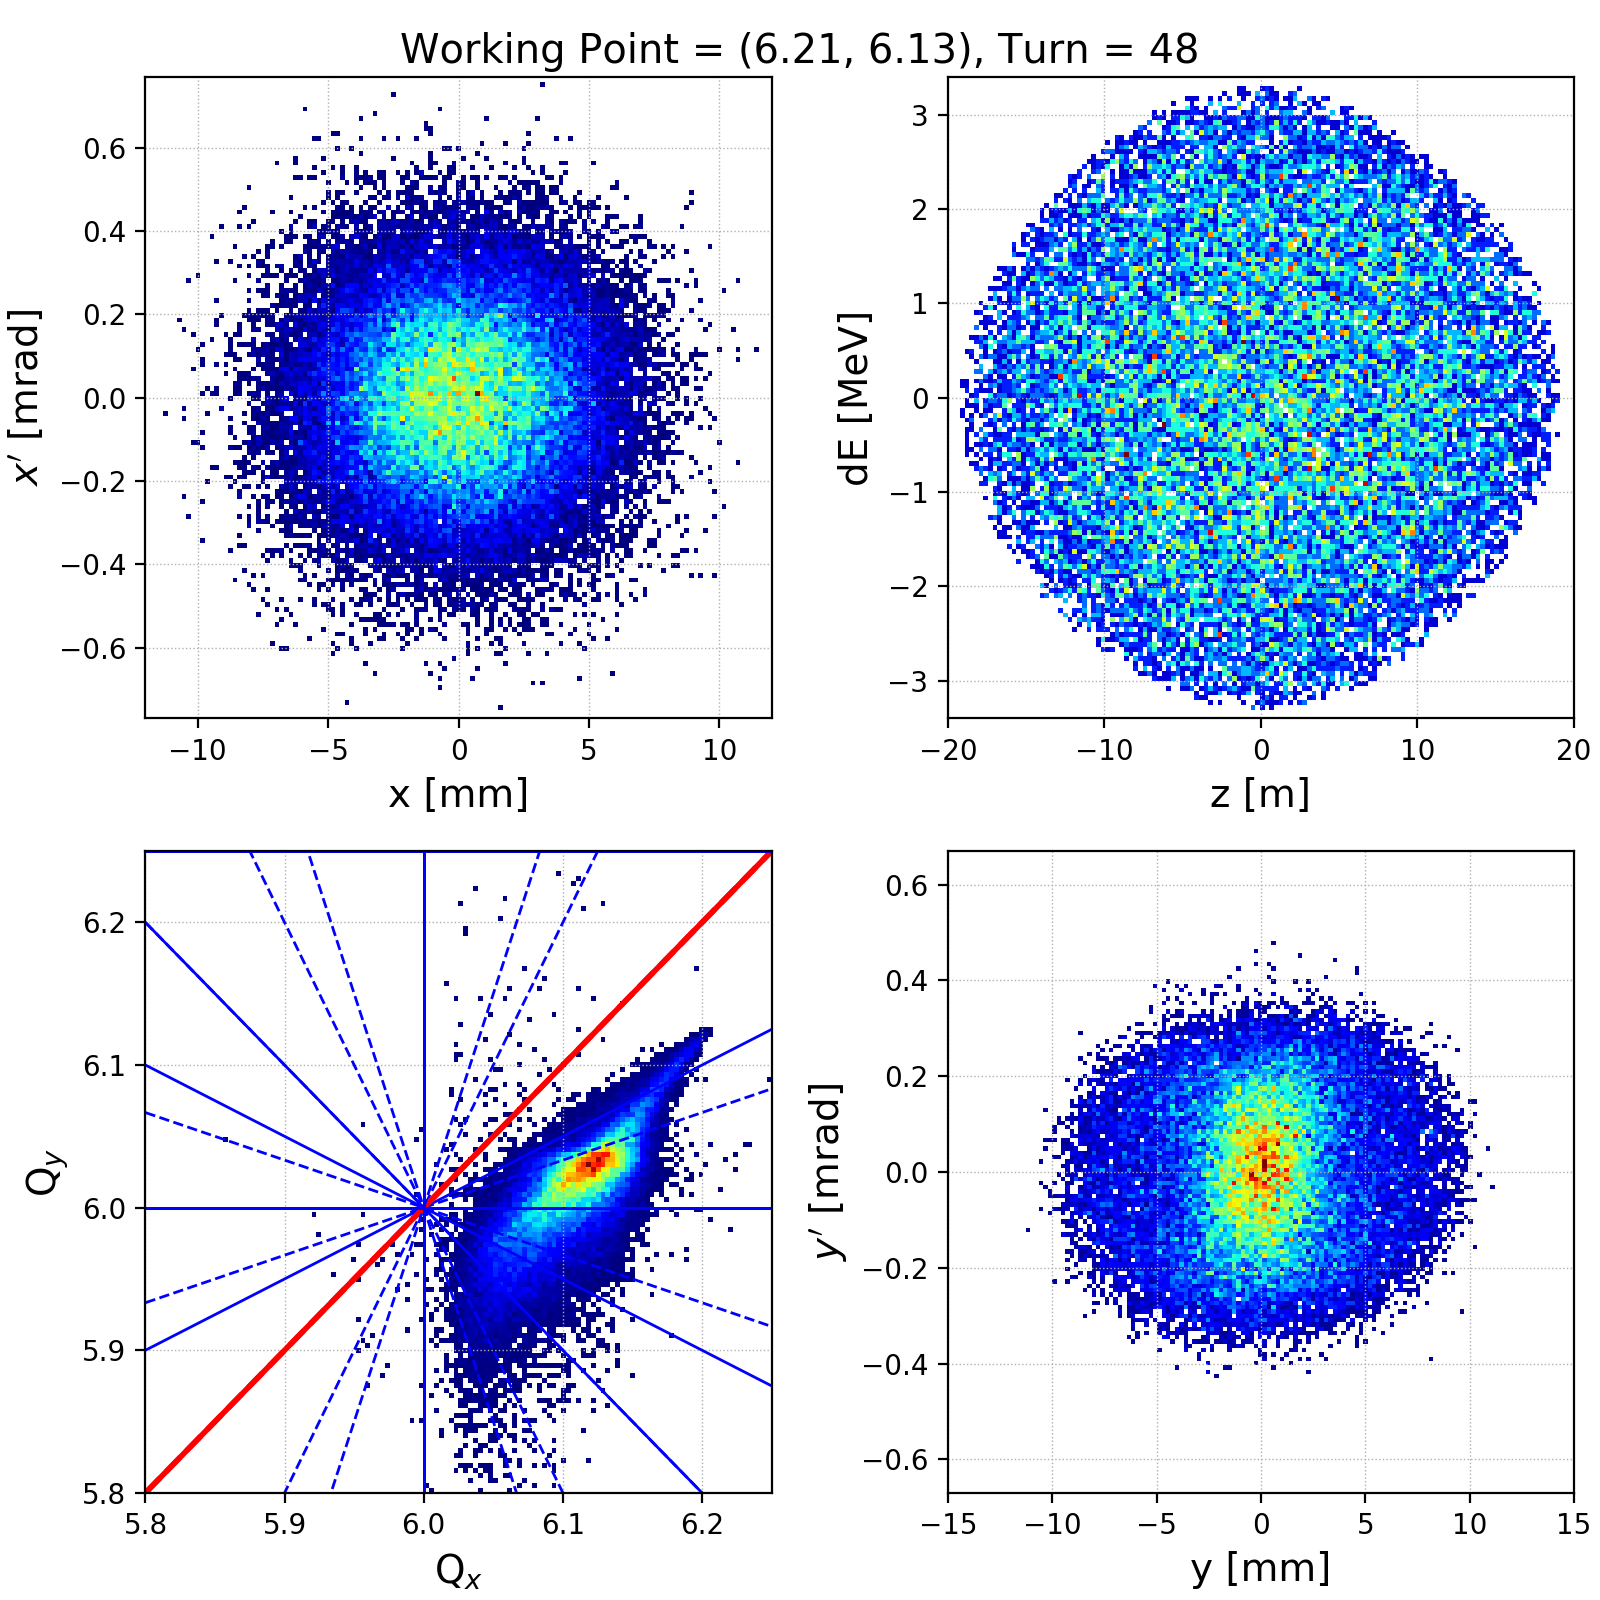 Working Point = (6.21, 6.13), Turn = 48
0.6
0.4
0.2
0.0
−0.2
−0.4
−0.6
x′ [mrad]
−10 −5 0 5 10
x [mm]
3
2
1
0
−1
−2
−3
dE [MeV]
−20 −10 0 10 20
z [m]
6.2
6.1
6.0
5.9
5.8
Qy
5.8 5.9 6.0 6.1 6.2
Qx
0.6
0.4
0.2
0.0
−0.2
−0.4
−0.6
y′ [mrad]
−15 −10 −5 0 5 10 15
y [mm]